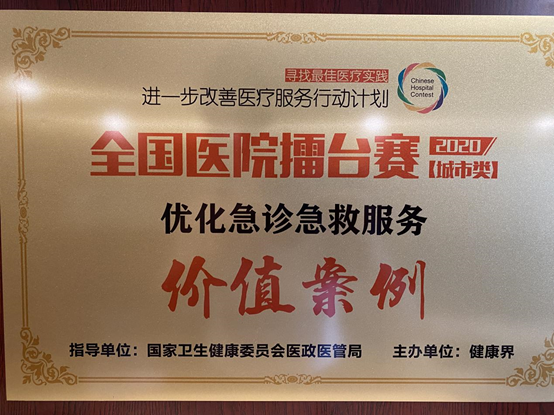 寻找最佳医疗实践
进一步改善医疗服务行动计划
Chinese
Hospital
Contest
全国医院擂台赛
2020/
【城市类】
优化急诊急救服务
价值案例
指导单位：国家卫生健康委员会医政医管局 主办单位：健康界